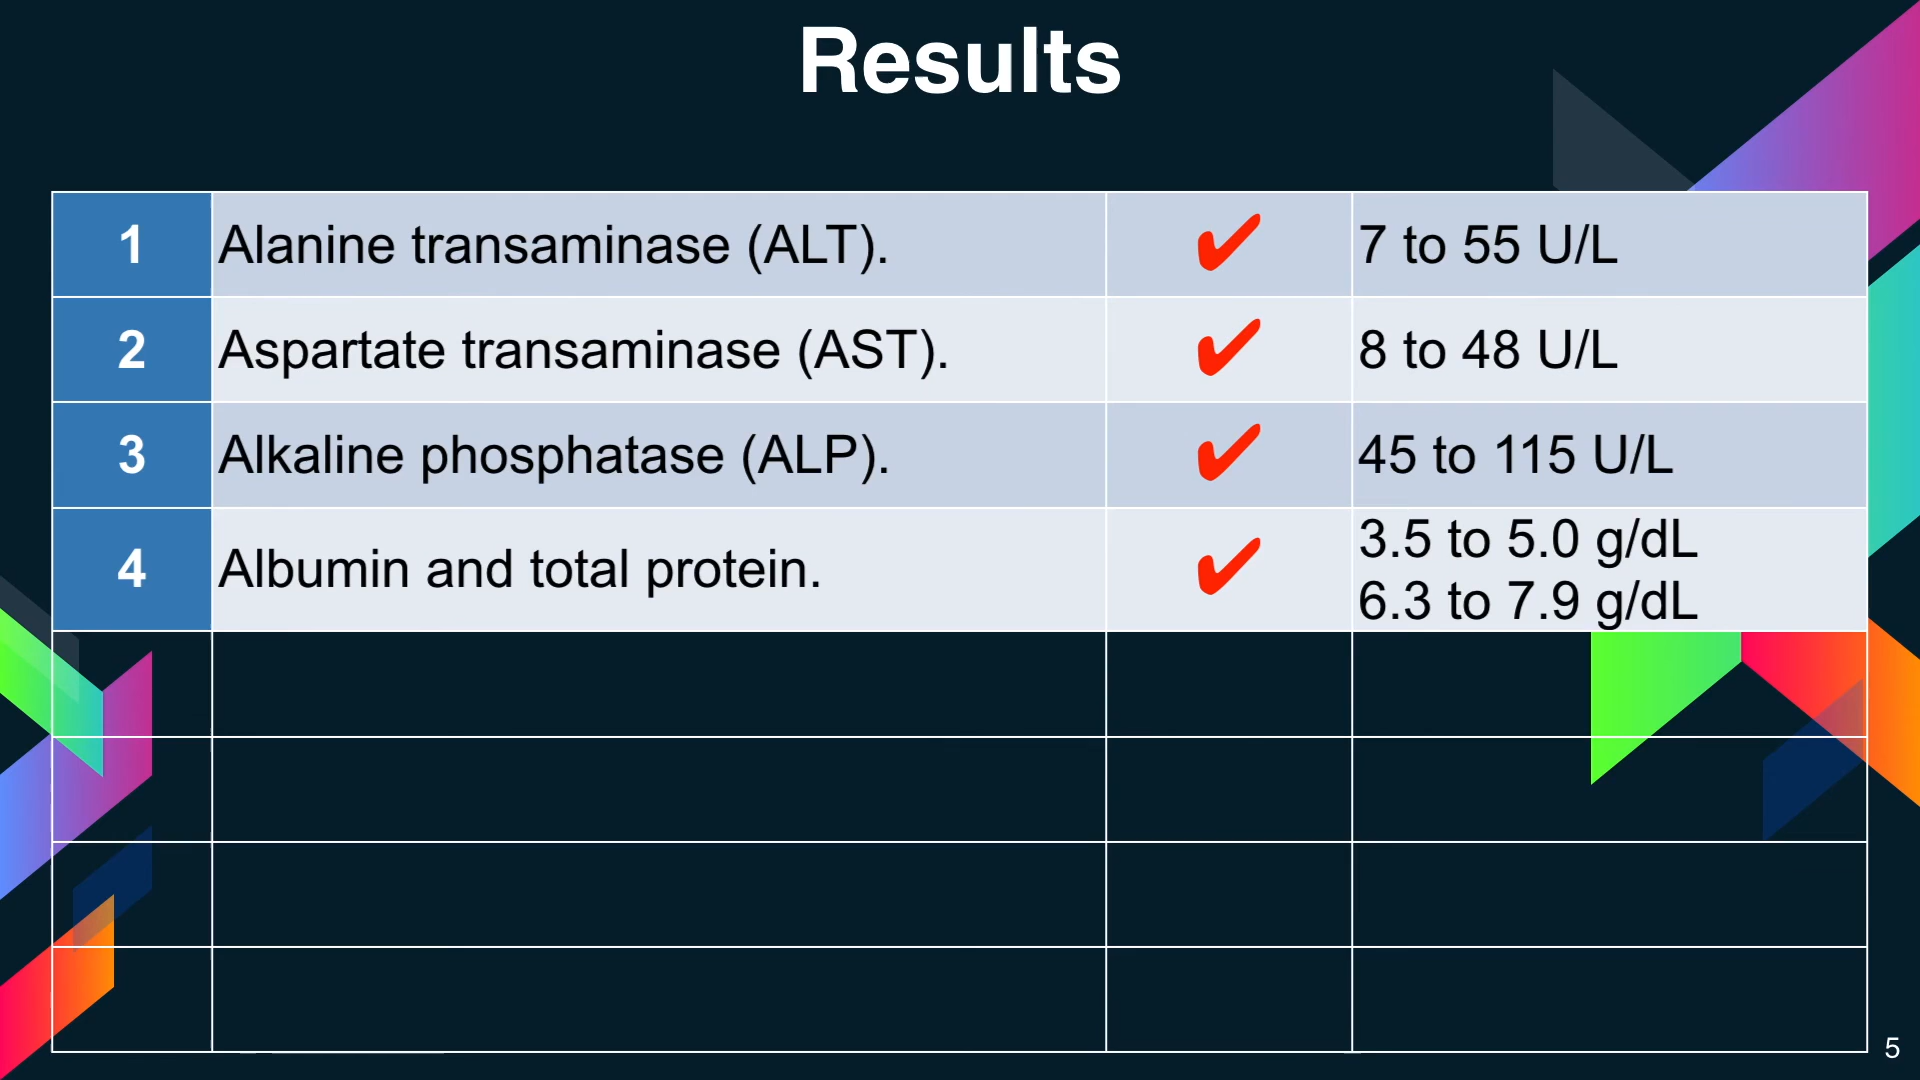 Results
1 Alanine transaminase (ALT). ✔ 7 to 55 U/L
2 Aspartate transaminase (AST). ✔ 8 to 48 U/L
3 Alkaline phosphatase (ALP). ✔ 45 to 115 U/L
4 Albumin and total protein. ✔ 3.5 to 5.0 g/dL
6.3 to 7.9 g/dL
5